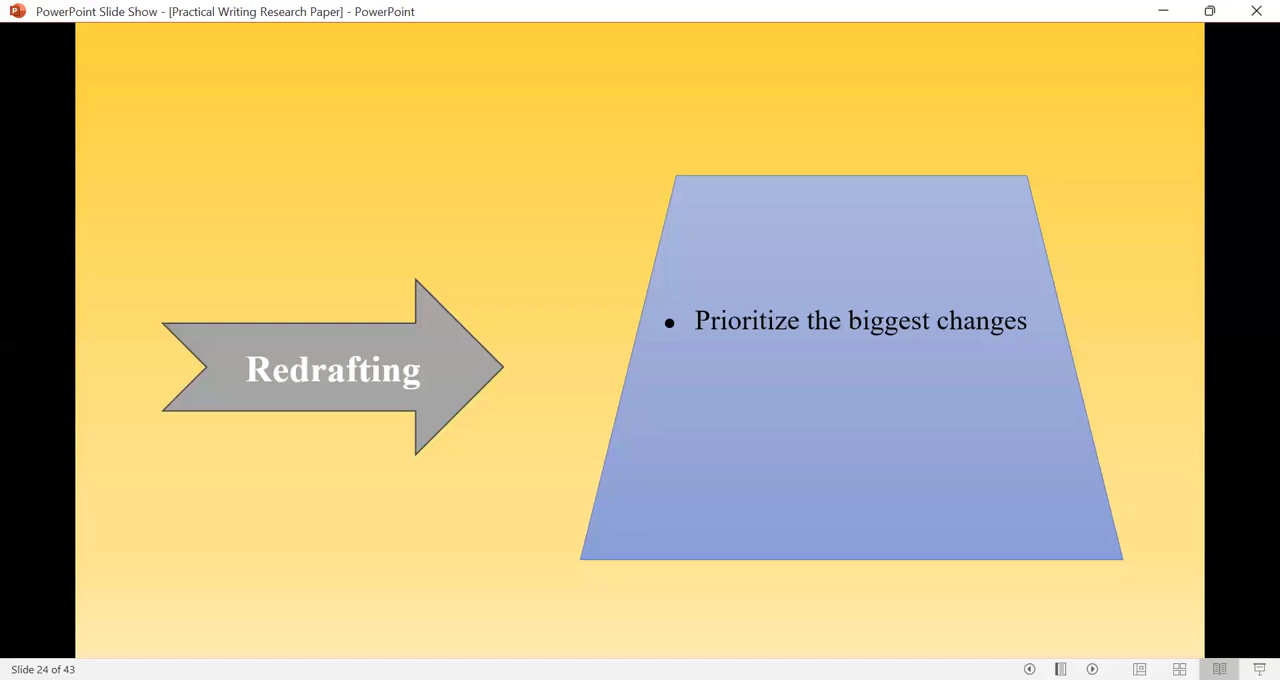 PowerPoint Slide Show - [Practical Writing Research Paper] - PowerPoint
● Prioritize the biggest changes
Redrafting
Slide 24 of 43